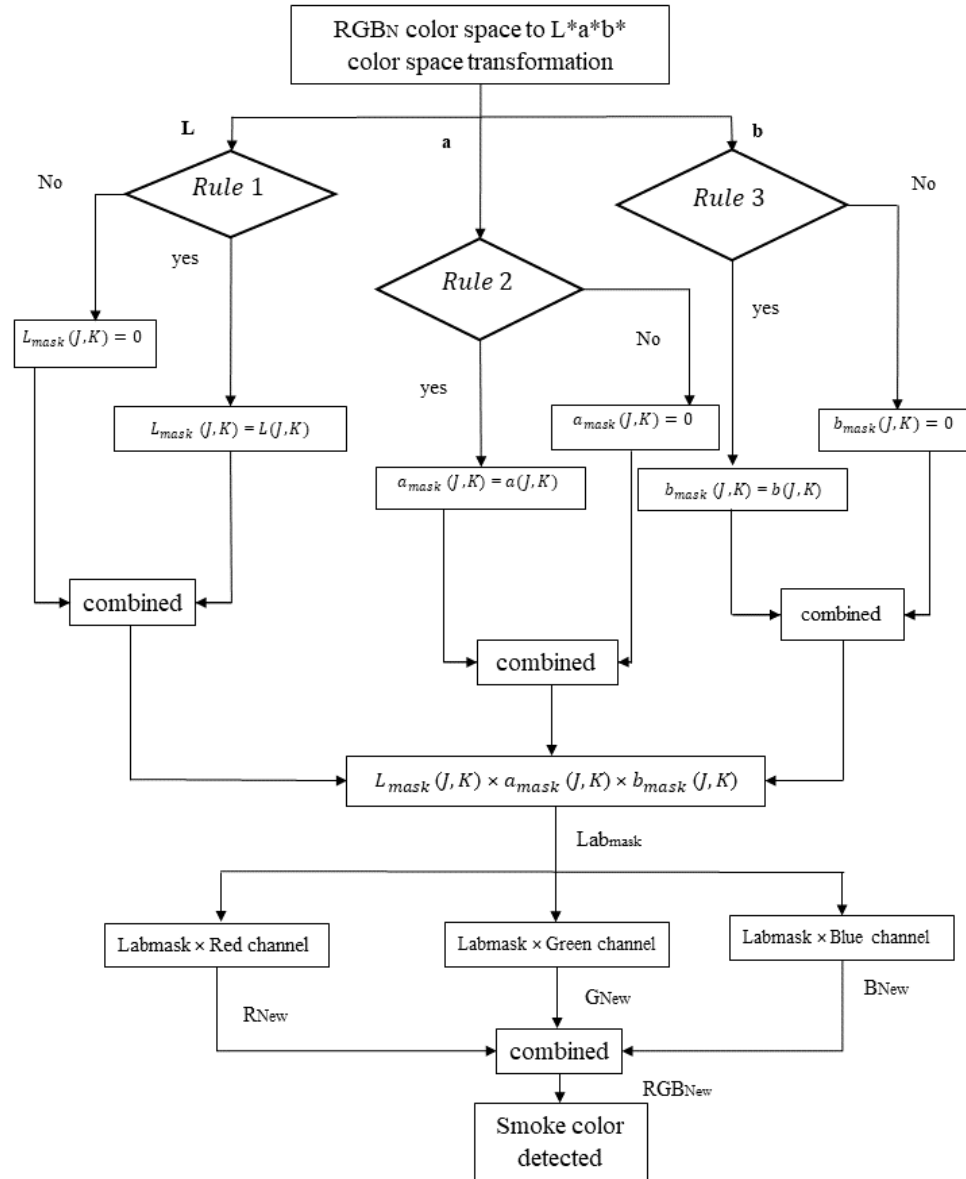 RGBN color space to L*a*b*
color space transformation
L
a
b
No
Rule 1
yes
Rule 2
No
yes
Rule 3
No
yes
Lmask (J,K) = 0
Lmask (J,K) = L(J,K)
amask (J,K) = 0
amask (J,K) = a(J,K)
bmask (J,K) = 0
bmask (J,K) = b(J,K)
combined
combined
combined
Lmask (J,K) × amask (J,K) × bmask (J,K)
Labmask
Labmask × Red channel
Labmask × Green channel
Labmask × Blue channel
RNew
GNew
BNew
combined
RGBNew
Smoke color
detected